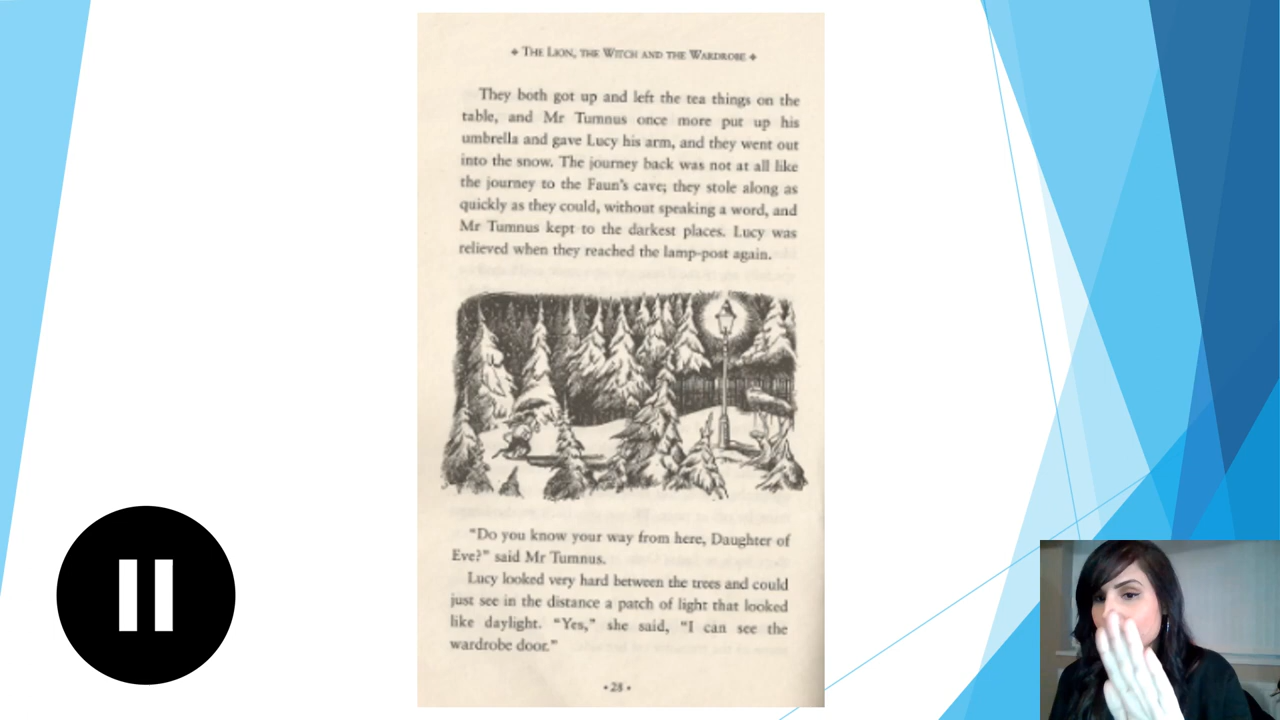 ✦ THE LION, THE WITCH AND THE WARDROBE ✦
They both got up and left the tea things on the
table, and Mr Tumnus once more put up his
umbrella and gave Lucy his arm, and they went out
into the snow. The journey back was not at all like
the journey to the Faun's cave; they stole along as
quickly as they could, without speaking a word, and
Mr Tumnus kept to the darkest places. Lucy was
relieved when they reached the lamp-post again.
“Do you know your way from here, Daughter of
Eve?” said Mr Tumnus.
Lucy looked very hard between the trees and could
just see in the distance a patch of light that looked
like daylight. “Yes,” she said, “I can see the
wardrobe door.”
•28•